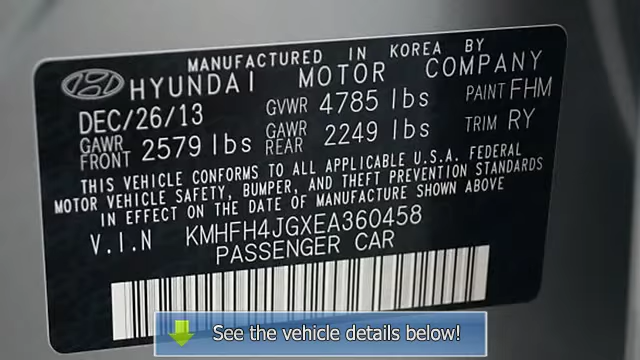 MANUFACTURED IN KOREA BY
HYUNDAI MOTOR COMPANY
DEC/26/13 GVWR 4785 lbs PAINT FHM
GAWR FRONT 2579 lbs GAWR REAR 2249 lbs TRIM RY
THIS VEHICLE CONFORMS TO ALL APPLICABLE U.S.A. FEDERAL
MOTOR VEHICLE SAFETY, BUMPER, AND THEFT PREVENTION STANDARDS
IN EFFECT ON THE DATE OF MANUFACTURE SHOWN ABOVE
V.I.N KMHFH4JGXEA360458
PASSENGER CAR
See the vehicle details below!